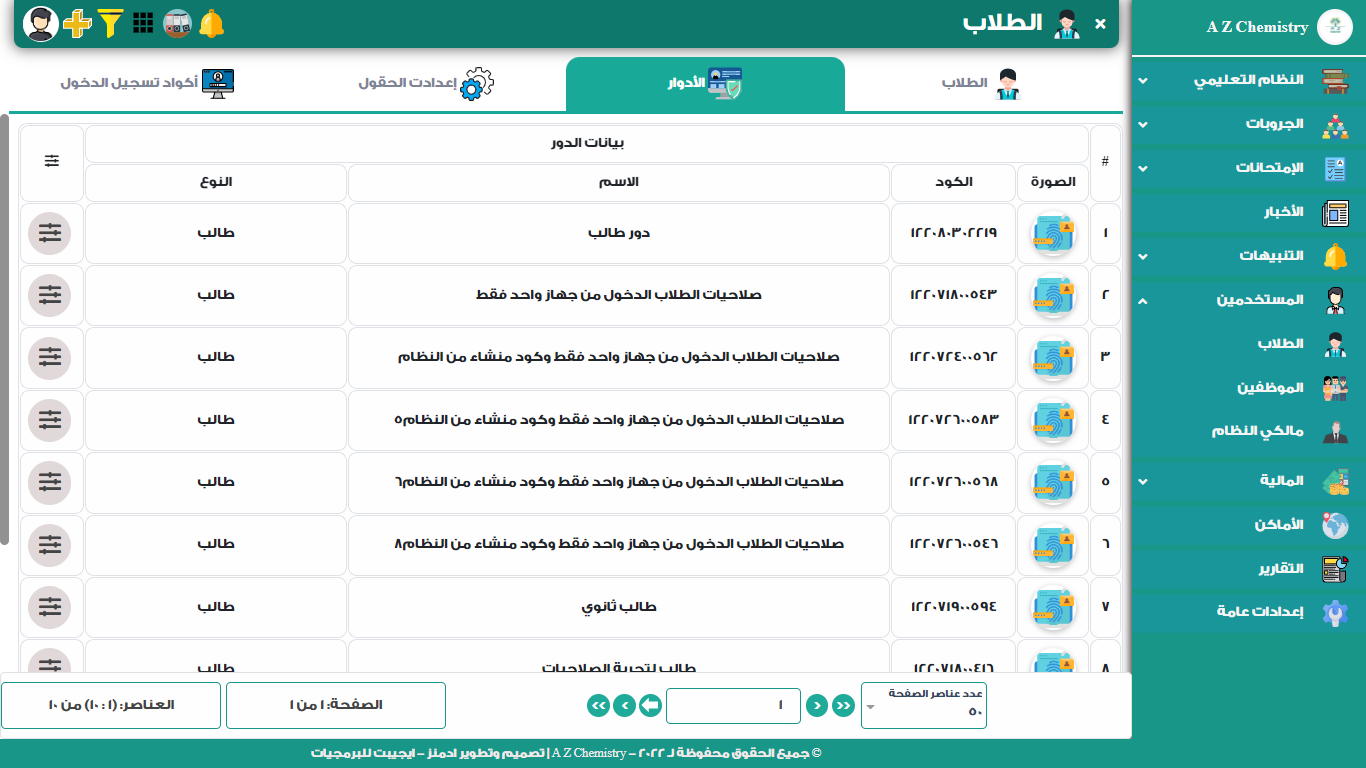 A Z Chemistry
النظام التعليمي
الجروبات
الإمتحانات
الأخبار
التنبيهات
المستخدمين
الطلاب
الموظفين
مالكي النظام
المالية
الأماكن
التقارير
إعدادات عامة
× الطلاب
الطلاب
الأدوار
إعدادت الحقول
أكواد تسجيل الدخول
# بيانات الدور
الصورة الكود الاسم النوع
١ ١٢٢٠٨٠٣٠٢٢١٩ دور طالب طالب
٢ ١٢٢٠٧١٨٠٠٥٤٣ صلاحيات الطلاب الدخول من جهاز واحد فقط طالب
٣ ١٢٢٠٧٢٤٠٠٥٦٢ صلاحيات الطلاب الدخول من جهاز واحد فقط وكود منشاء من النظام طالب
٤ ١٢٢٠٧٢٦٠٠٥٨٣ صلاحيات الطلاب الدخول من جهاز واحد فقط وكود منشاء من النظام٥ طالب
٥ ١٢٢٠٧٢٦٠٠٥٦٨ صلاحيات الطلاب الدخول من جهاز واحد فقط وكود منشاء من النظام٦ طالب
٦ ١٢٢٠٧٢٦٠٠٥٤٦ صلاحيات الطلاب الدخول من جهاز واحد فقط وكود منشاء من النظام٨ طالب
٧ ١٢٢٠٧١٩٠٠٥٩٤ طالب ثانوي طالب
٨ ١٢٢٠٧١٨٠٠٤١٦ طالب لتجربة الصلاحيات طالب
عدد عناصر الصفحة
٥٠
١
الصفحة: ١ من ١
العناصر: (١ : ١٠) من ١٠
© جميع الحقوق محفوظة لـ ٢٠٢٢ – A Z Chemistry | تصميم وتطوير ادمنز – ايجيبت للبرمجيات